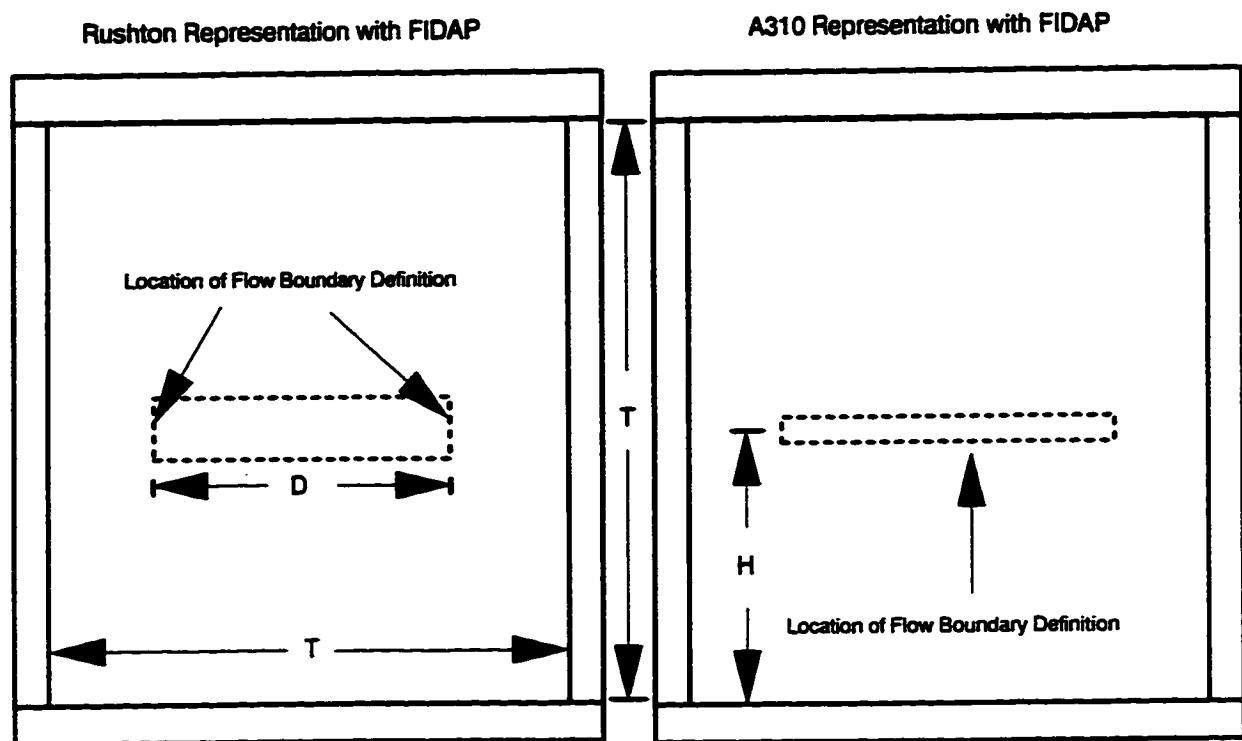 Rushton Representation with FIDAP
A310 Representation with FIDAP
Location of Flow Boundary Definition
D
T
T
H
Location of Flow Boundary Definition